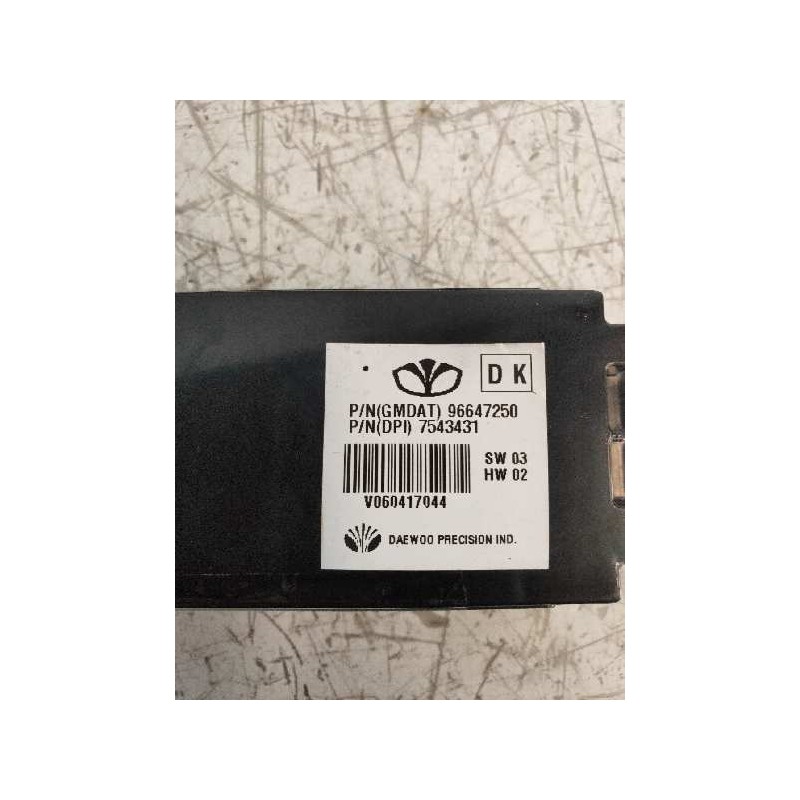 D K
P/N(GMDAT) 96647250
P/N(DPI) 7543431
SW 03
HW 02
V060417044
DAEWOO PRECISION IND.